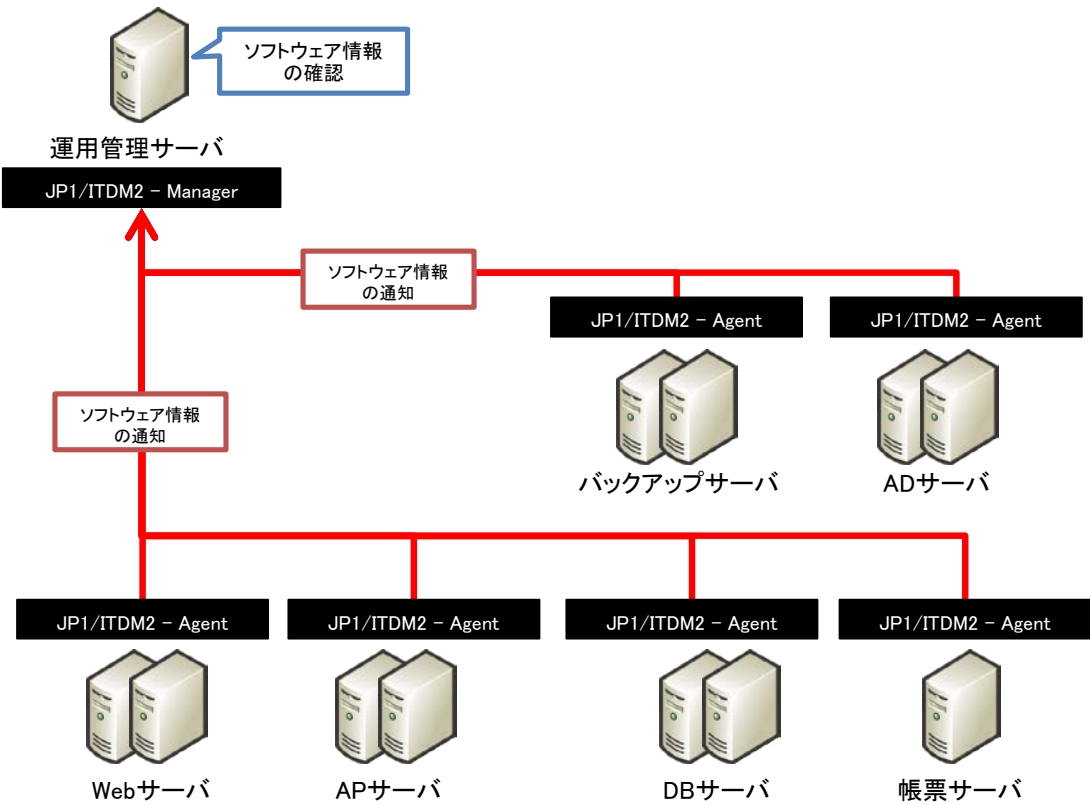 ソフトウェア情報
の確認
運用管理サーバ
JP1/ITDM2 − Manager
ソフトウェア情報
の通知
JP1/ITDM2 − Agent
JP1/ITDM2 − Agent
ソフトウェア情報
の通知
バックアップサーバ
ADサーバ
JP1/ITDM2 − Agent
JP1/ITDM2 − Agent
JP1/ITDM2 − Agent
JP1/ITDM2 − Agent
Webサーバ
APサーバ
DBサーバ
帳票サーバ